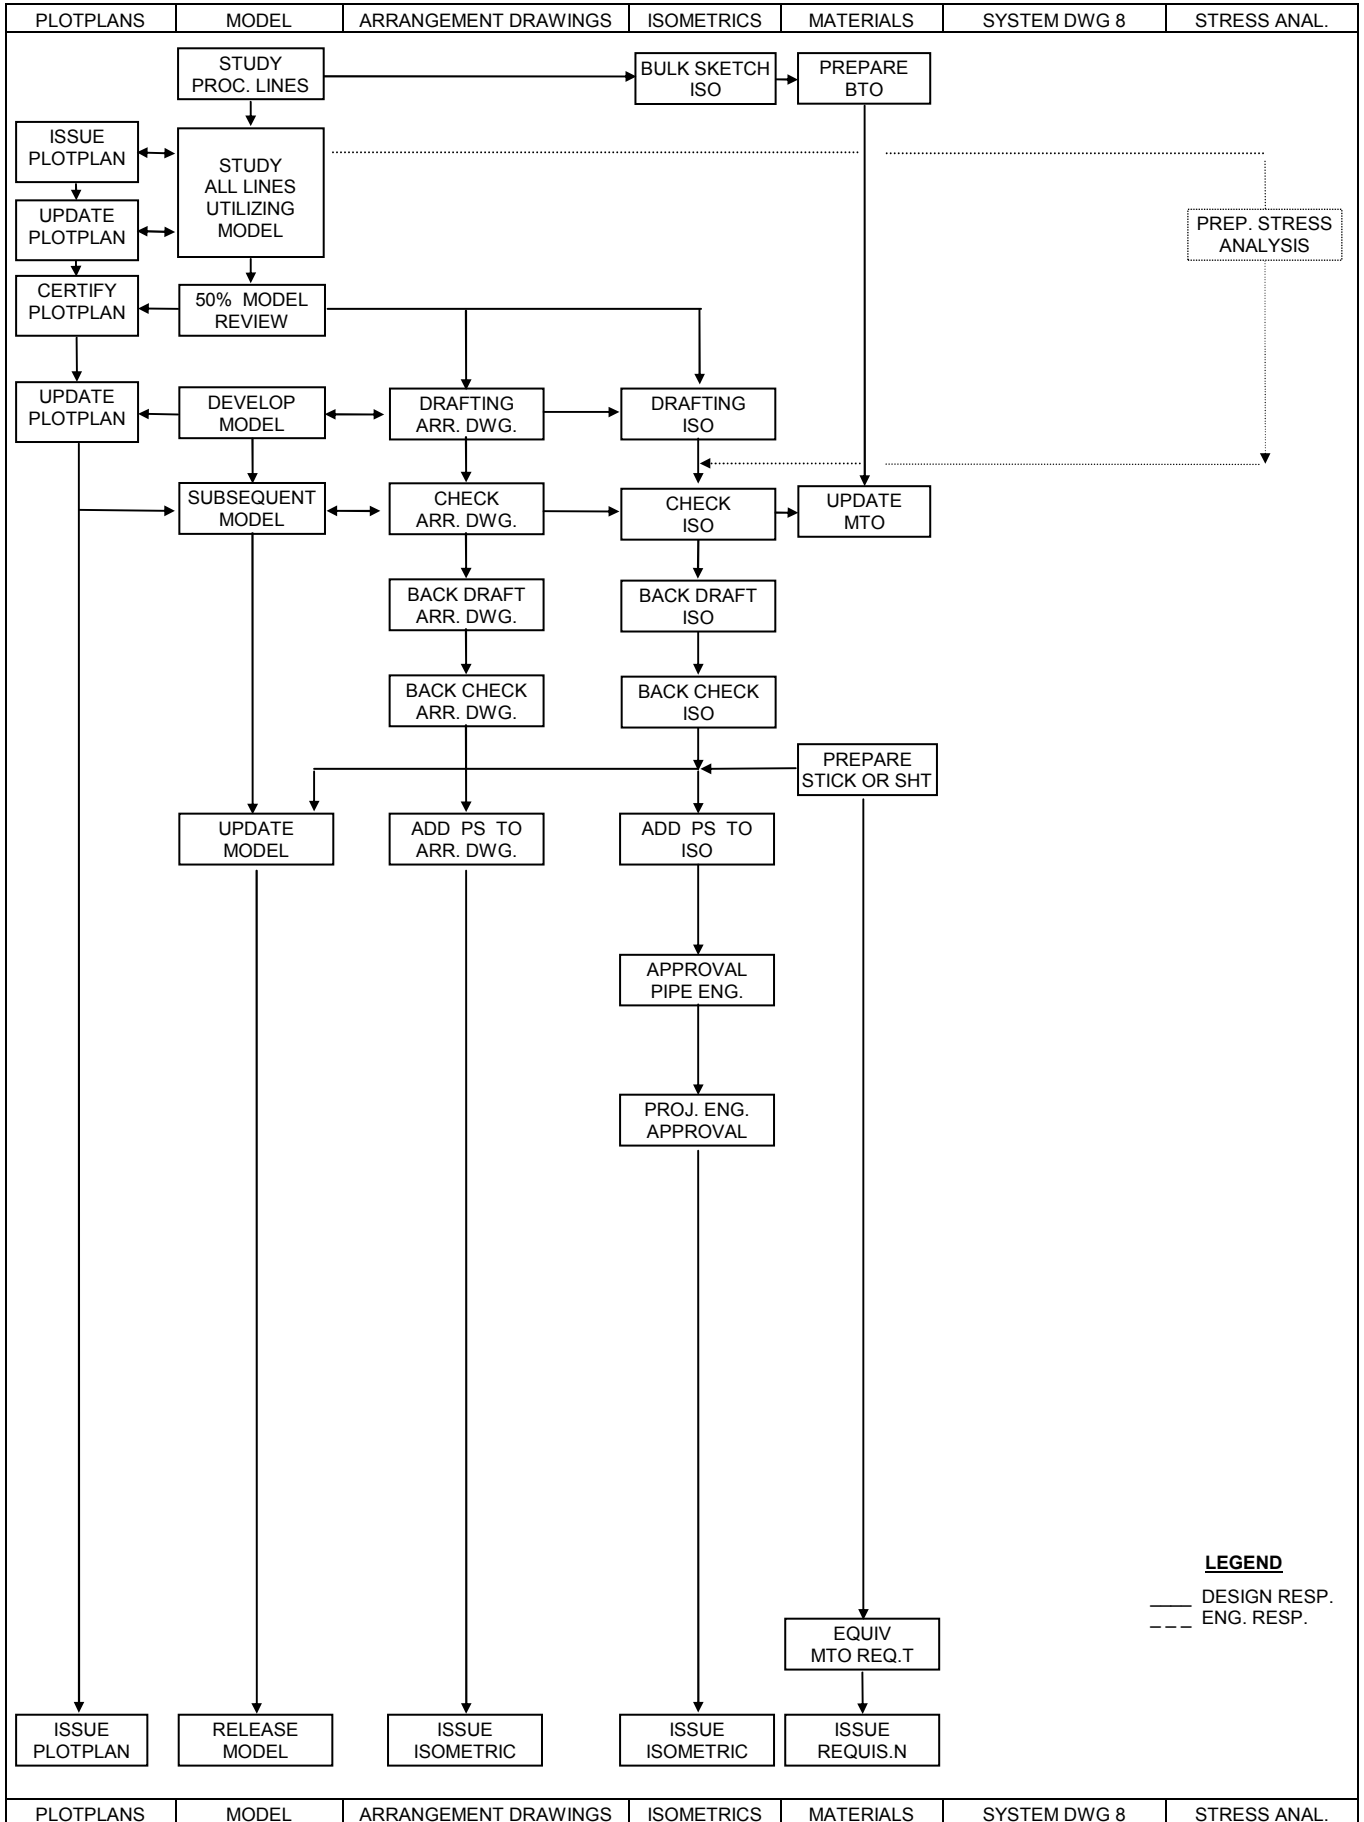 PLOTPLANS
MODEL
ARRANGEMENT DRAWINGS
ISOMETRICS
MATERIALS
SYSTEM DWG 8
STRESS ANAL.
STUDY
PROC. LINES
BULK SKETCH
ISO
PREPARE
BTO
ISSUE
PLOTPLAN
STUDY
ALL LINES
UTILIZING
MODEL
UPDATE
PLOTPLAN
PREP. STRESS
ANALYSIS
CERTIFY
PLOTPLAN
50% MODEL
REVIEW
UPDATE
PLOTPLAN
DEVELOP
MODEL
DRAFTING
ARR. DWG.
DRAFTING
ISO
SUBSEQUENT
MODEL
CHECK
ARR. DWG.
CHECK
ISO
UPDATE
MTO
BACK DRAFT
ARR. DWG.
BACK DRAFT
ISO
BACK CHECK
ARR. DWG.
BACK CHECK
ISO
PREPARE
STICK OR SHT
UPDATE
MODEL
ADD PS TO
ARR. DWG.
ADD PS TO
ISO
APPROVAL
PIPE ENG.
PROJ. ENG.
APPROVAL
LEGEND
DESIGN RESP.
ENG. RESP.
EQUIV
MTO REQ.T
ISSUE
PLOTPLAN
RELEASE
MODEL
ISSUE
ISOMETRIC
ISSUE
ISOMETRIC
ISSUE
REQUIS.N
PLOTPLANS
MODEL
ARRANGEMENT DRAWINGS
ISOMETRICS
MATERIALS
SYSTEM DWG 8
STRESS ANAL.